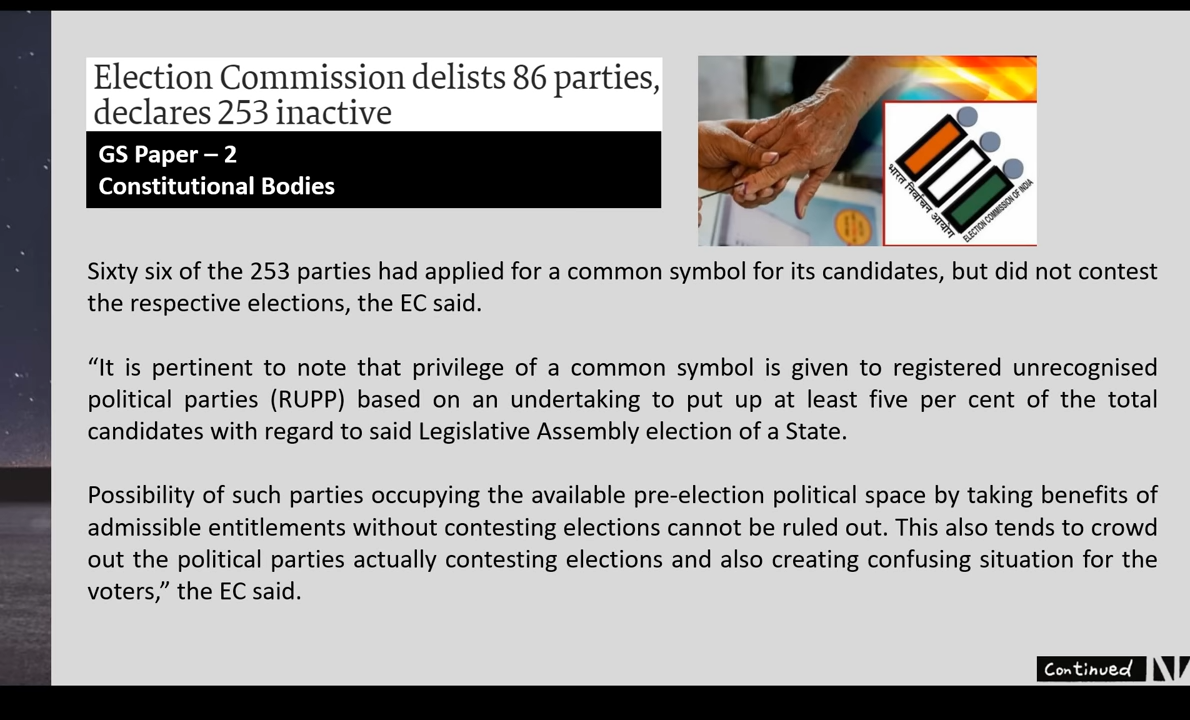 Election Commission delists 86 parties,
declares 253 inactive
GS Paper – 2
Constitutional Bodies
भारत निर्वाचन आयोग
ELECTION COMMISSION OF INDIA
Sixty six of the 253 parties had applied for a common symbol for its candidates, but did not contest
the respective elections, the EC said.
“It is pertinent to note that privilege of a common symbol is given to registered unrecognised
political parties (RUPP) based on an undertaking to put up at least five per cent of the total
candidates with regard to said Legislative Assembly election of a State.
Possibility of such parties occupying the available pre-election political space by taking benefits of
admissible entitlements without contesting elections cannot be ruled out. This also tends to crowd
out the political parties actually contesting elections and also creating confusing situation for the
voters,” the EC said.
Continued